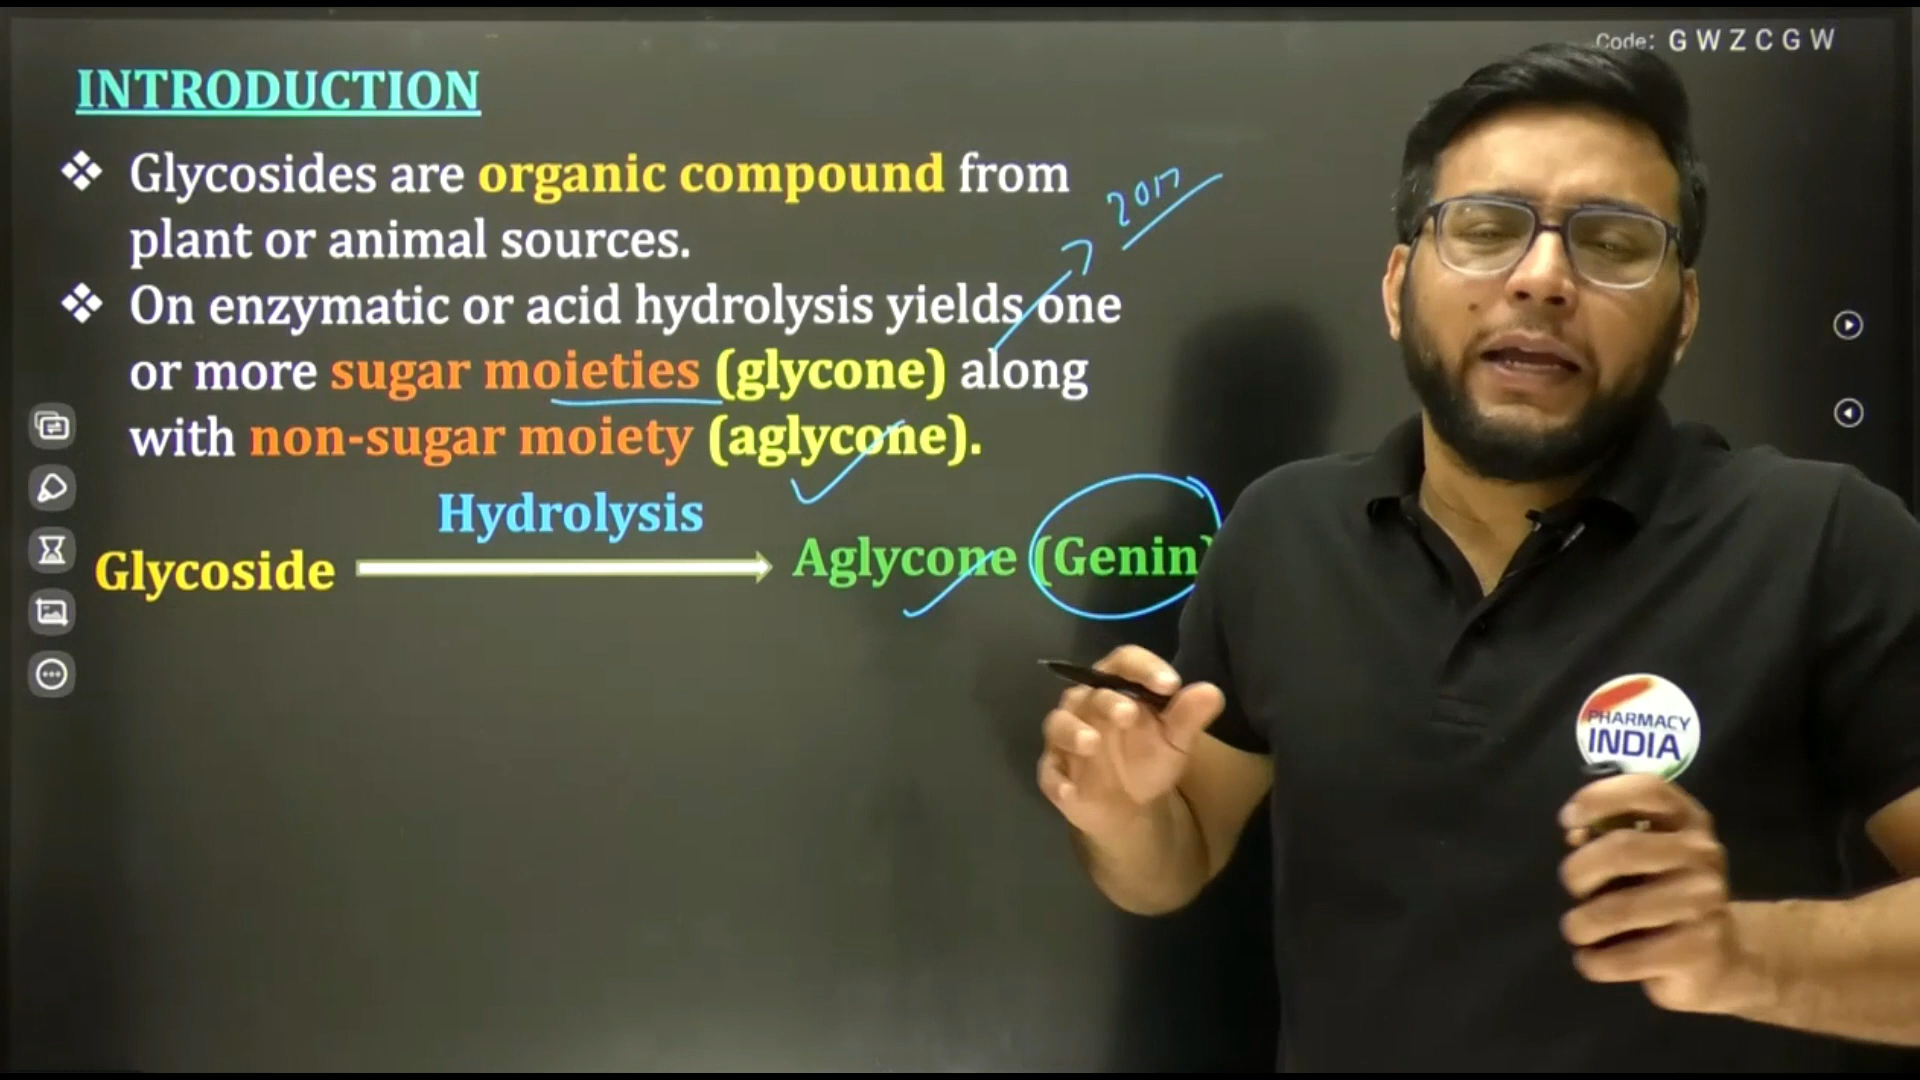 Code: GWZCGW
INTRODUCTION
❖ Glycosides are organic compound from
plant or animal sources.
❖ On enzymatic or acid hydrolysis yields one
or more sugar moieties (glycone) along
with non-sugar moiety (aglycone).
2017
Hydrolysis
Glycoside
Aglycone (Genin)
PHARMACY
INDIA